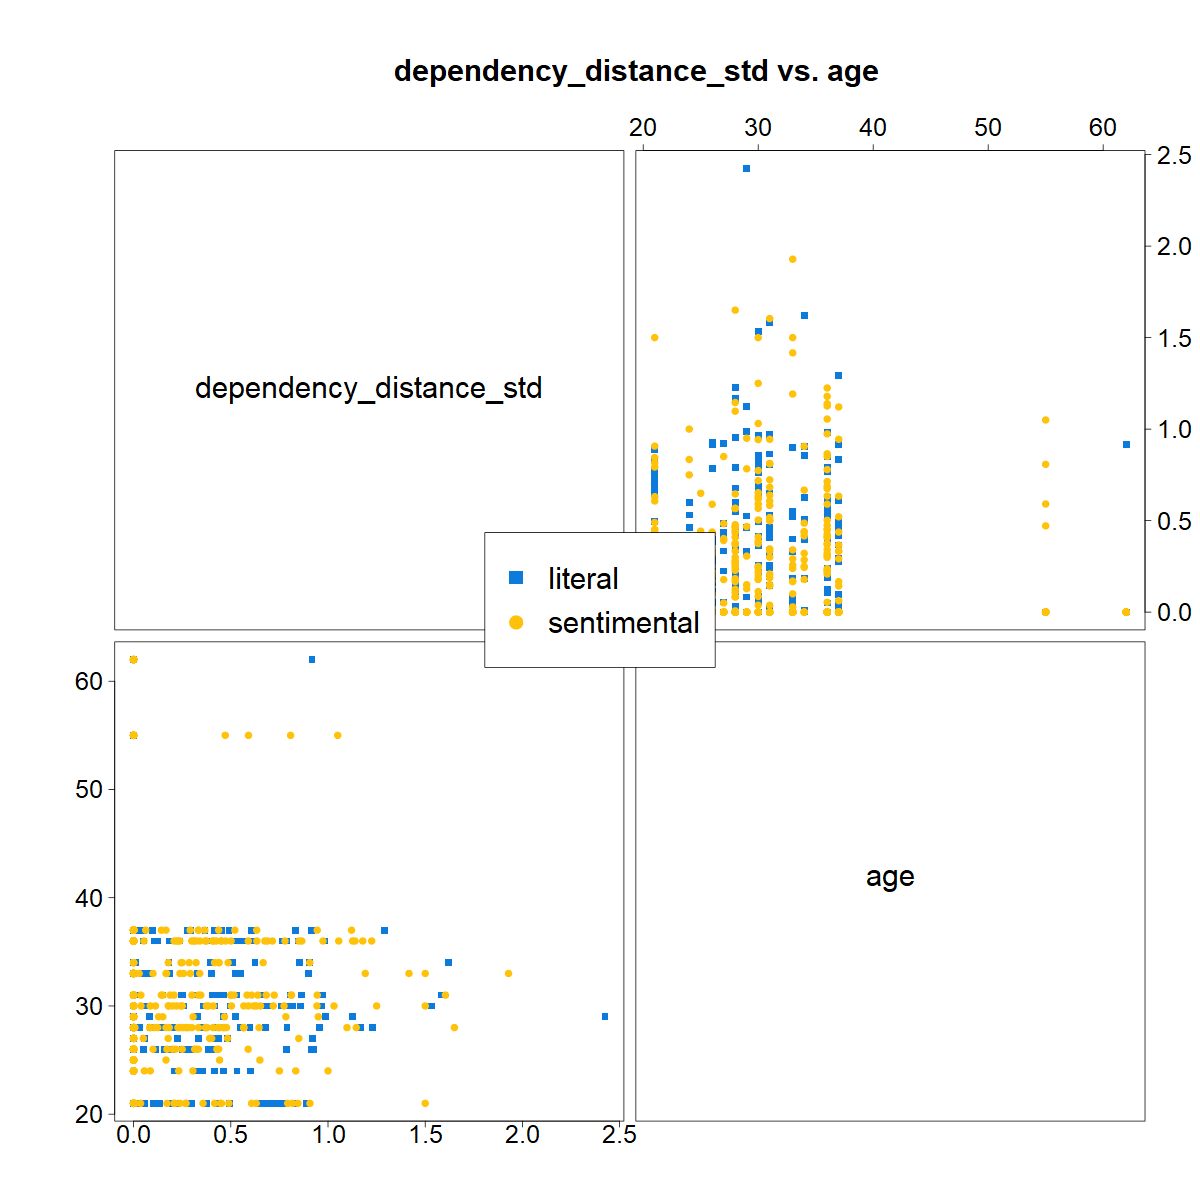 dependency_distance_std vs. age
20 30 40 50 60
2.5
2.0
1.5
1.0
0.5
0.0
dependency_distance_std
literal
sentimental
60
50
40
30
20
age
0.0 0.5 1.0 1.5 2.0 2.5